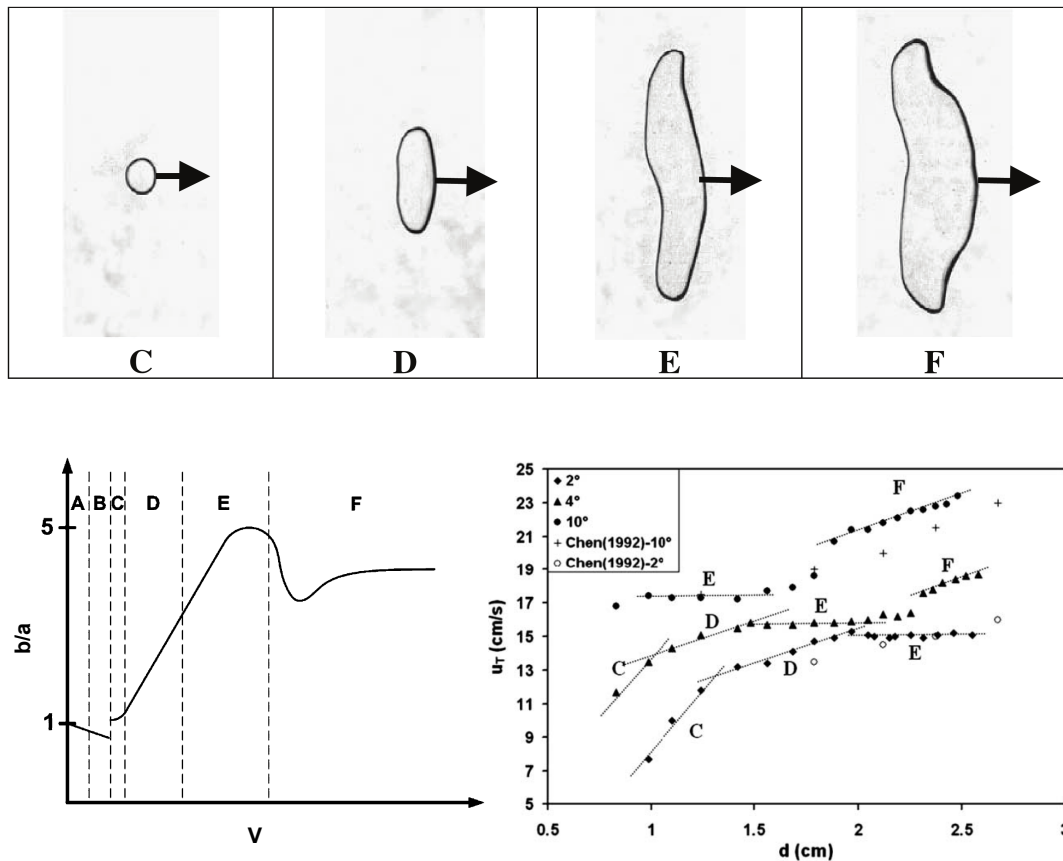 C
D
E
F
A B C D E F
5
1
b/a
V
25
23
21
19
17
15
13
11
9
7
5
u_T (cm/s)
2°
4°
10°
Chen(1992)-10°
Chen(1992)-2°
F
E
D
E
F
C
D
E
C
0.5 1 1.5 2 2.5 3
d (cm)